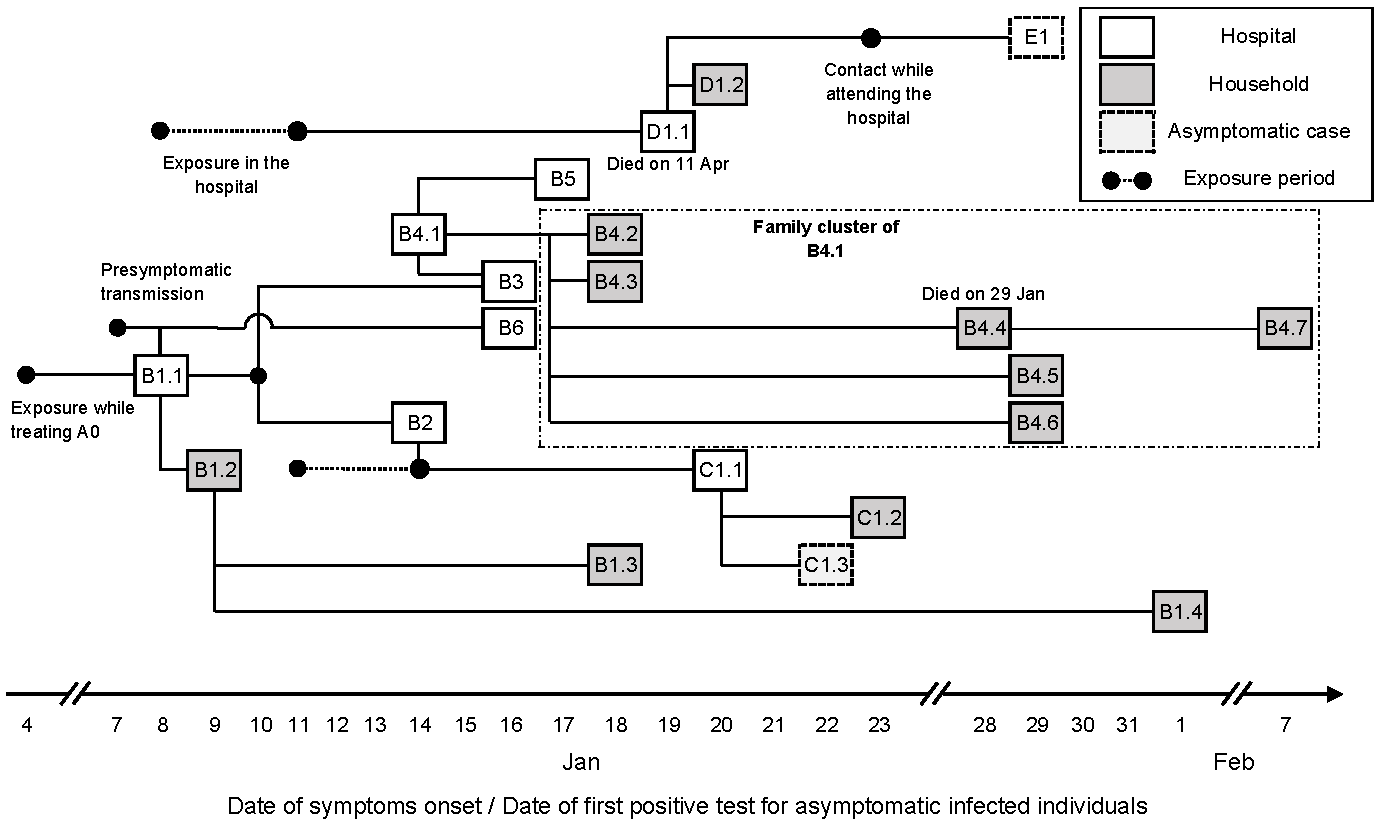 E1
Hospital
Household
Asymptomatic case
Exposure period
Contact while
attending the
hospital
D1.2
D1.1
Died on 11 Apr
Exposure in the
hospital
B5
B4.1
Family cluster of
B4.1
B4.2
B3
B4.3
Presymptomatic
transmission
Died on 29 Jan
B6
B4.4
B4.7
B1.1
B4.5
Exposure while
treating A0
B2
B4.6
B1.2
C1.1
C1.2
B1.3
C1.3
B1.4
4 7 8 9 10 11 12 13 14 15 16 17 18 19 20 21 22 23 28 29 30 31 1 7
Jan Feb
Date of symptoms onset / Date of first positive test for asymptomatic infected individuals